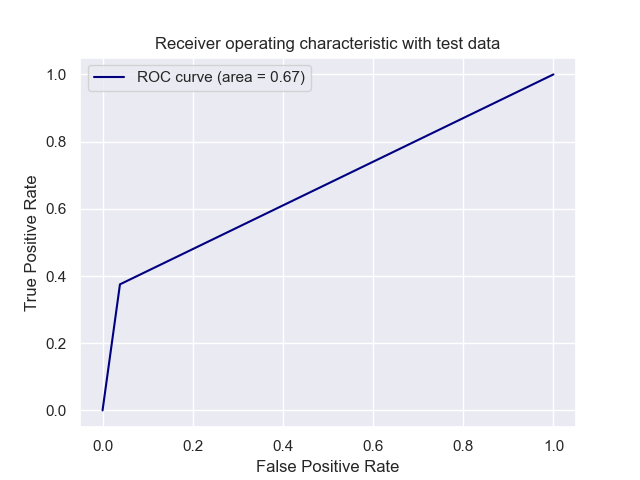 Receiver operating characteristic with test data
ROC curve (area = 0.67)
1.0
0.8
0.6
0.4
0.2
0.0
True Positive Rate
0.0 0.2 0.4 0.6 0.8 1.0
False Positive Rate